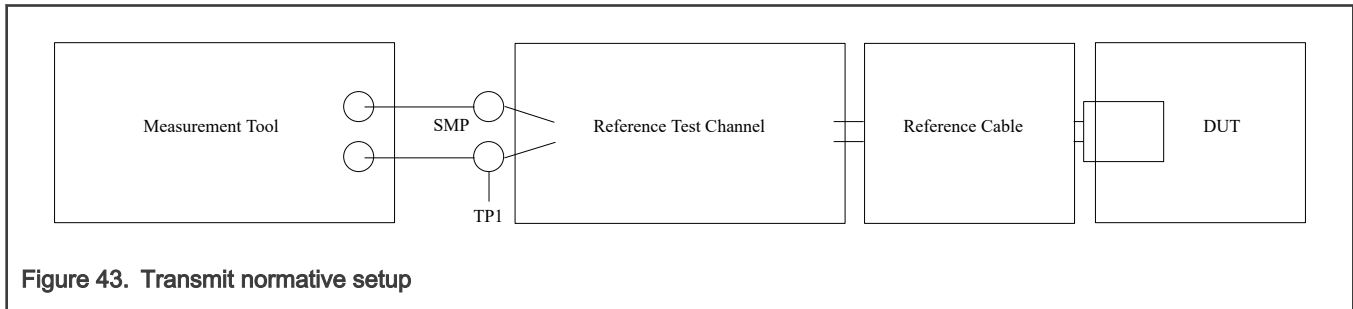 Measurement Tool
SMP
TP1
Reference Test Channel
Reference Cable
DUT
Figure 43. Transmit normative setup